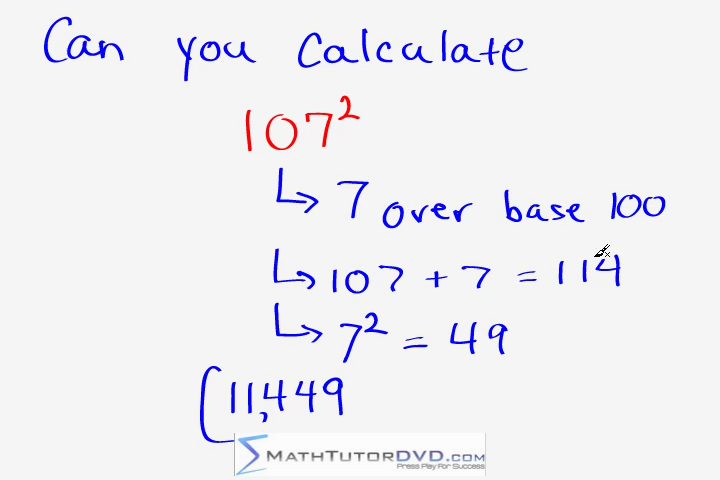 Can you Calculate
107²
↳ 7 over base 100
↳ 107 + 7 = 114
↳ 7² = 49
11,449
MATHTUTORDVD.COM
Press Play For Success